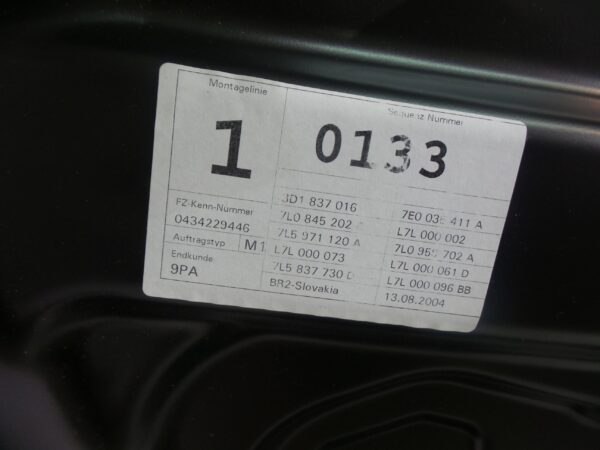 Montagelinie
1
Sequenz Nummer
0133
FZ-Kenn-Nummer
0434229446
Auftragstyp M1
Endkunde
9PA
3D1 837 016
7L0 845 202
7L5 971 120 A
L7L 000 073
7L5 837 730 D
BR2-Slovakia
7E0 035 411 A
L7L 000 002
7L0 959 702 A
L7L 000 061 D
L7L 000 096 BB
13.08.2004